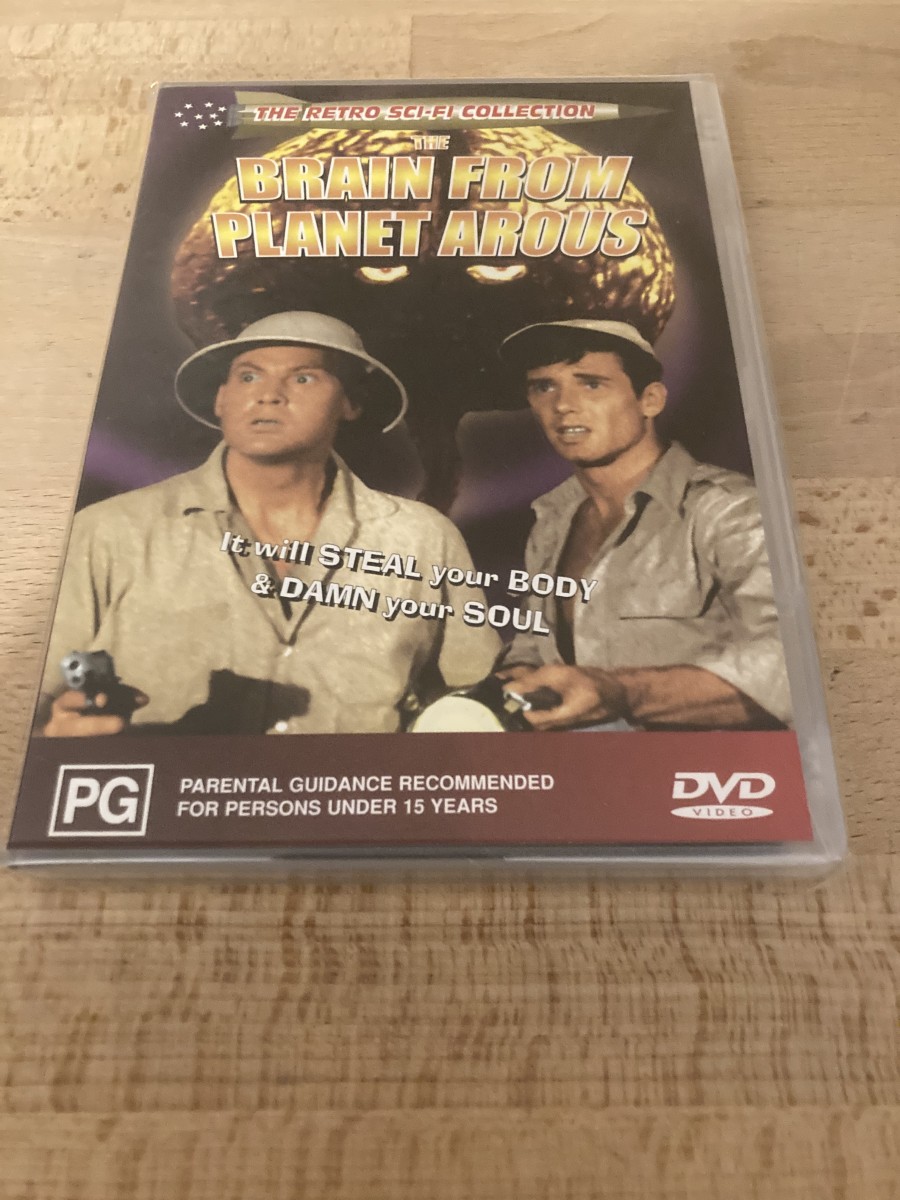 THE RETRO SCI-FI COLLECTION
THE
BRAIN FROM
PLANET AROUS
It will STEAL your BODY
& DAMN your SOUL
PG
PARENTAL GUIDANCE RECOMMENDED
FOR PERSONS UNDER 15 YEARS
DVD
VIDEO